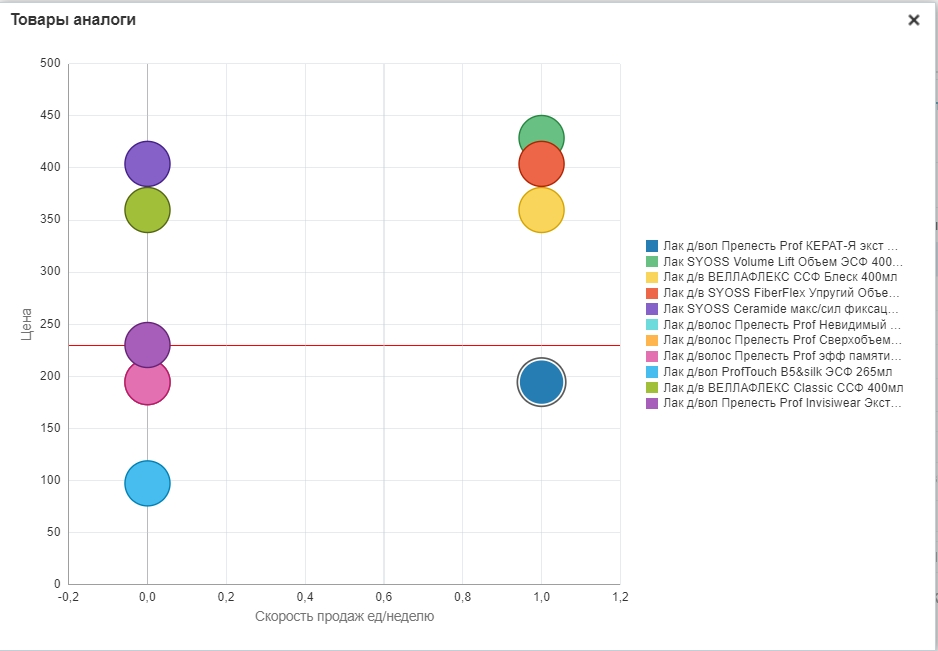 Товары аналоги
×
500
450
400
350
300
250
200
150
100
50
0
Цена
-0,2
0,0
0,2
0,4
0,6
0,8
1,0
1,2
Скорость продаж ед/неделю
Лак д/вол Прелесть Prof КЕРАТ-Я экст ...
Лак SYOSS Volume Lift Объем ЭСФ 400...
Лак д/в ВЕЛЛАФЛЕКС ССФ Блеск 400мл
Лак д/в SYOSS FiberFlex Упругий Объе...
Лак SYOSS Ceramide макс/сил фиксац...
Лак д/волос Прелесть Prof Невидимый ...
Лак д/волос Прелесть Prof Сверхобъем...
Лак д/волос Прелесть Prof эфф памяти...
Лак д/вол ProfTouch B5&silk ЭСФ 265мл
Лак д/в ВЕЛЛАФЛЕКС Classic ССФ 400мл
Лак д/вол Прелесть Prof Invisiwear Экст...